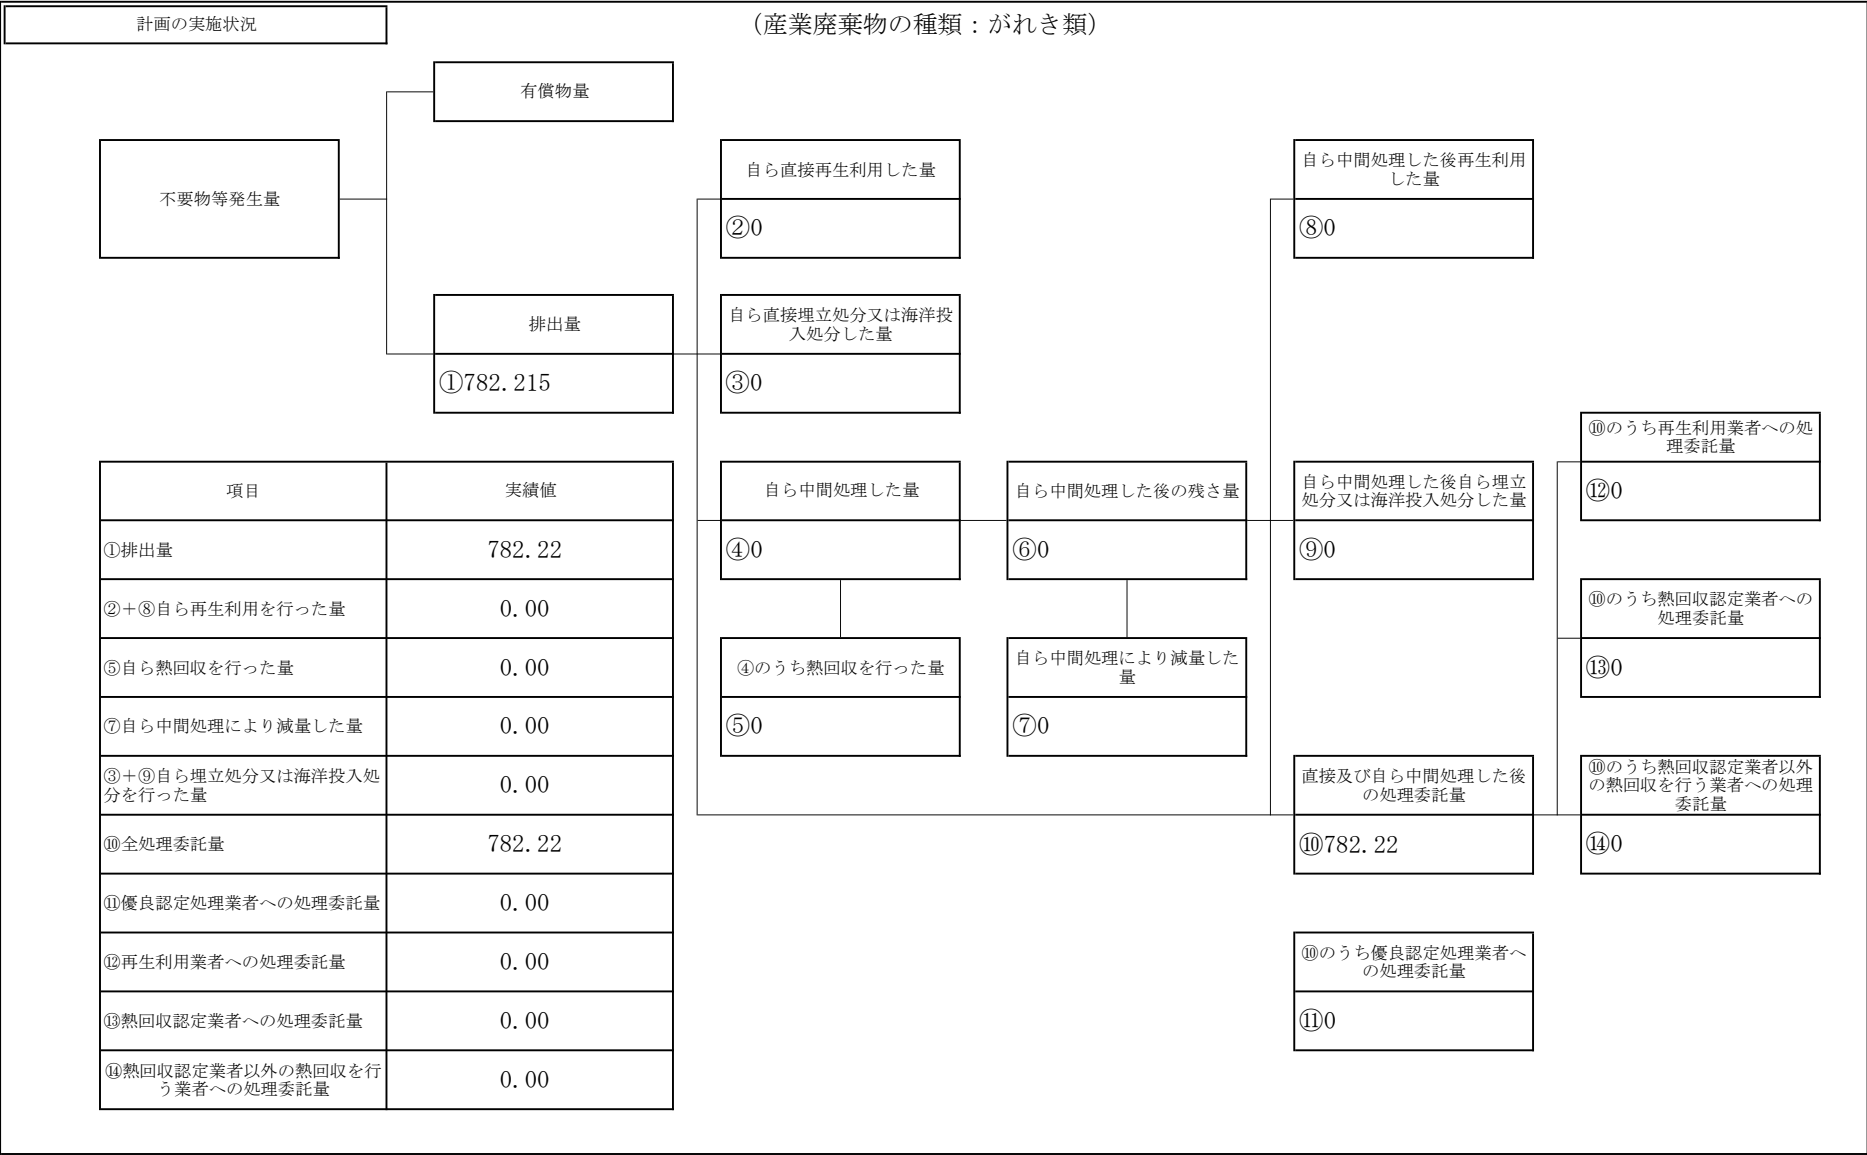 計画の実施状況
（産業廃棄物の種類：がれき類）
有償物量
不要物等発生量
排出量
①782.215
自ら直接再生利用した量
②0
自ら直接埋立処分又は海洋投
入処分した量
③0
自ら中間処理した後再生利用
した量
⑧0
項目 実績値
①排出量 782.22
②＋⑧自ら再生利用を行った量 0.00
⑤自ら熱回収を行った量 0.00
⑦自ら中間処理により減量した量 0.00
③＋⑨自ら埋立処分又は海洋投入処
分を行った量 0.00
⑩全処理委託量 782.22
⑪優良認定処理業者への処理委託量 0.00
⑫再生利用業者への処理委託量 0.00
⑬熱回収認定業者への処理委託量 0.00
⑭熱回収認定業者以外の熱回収を行
う業者への処理委託量 0.00
自ら中間処理した量
④0
④のうち熱回収を行った量
⑤0
自ら中間処理した後の残さ量
⑥0
自ら中間処理により減量した
量
⑦0
自ら中間処理した後自ら埋立
処分又は海洋投入処分した量
⑨0
直接及び自ら中間処理した後
の処理委託量
⑩782.22
⑩のうち優良認定処理業者へ
の処理委託量
⑪0
⑩のうち再生利用業者への処
理委託量
⑫0
⑩のうち熱回収認定業者への
処理委託量
⑬0
⑩のうち熱回収認定業者以外
の熱回収を行う業者への処理
委託量
⑭0